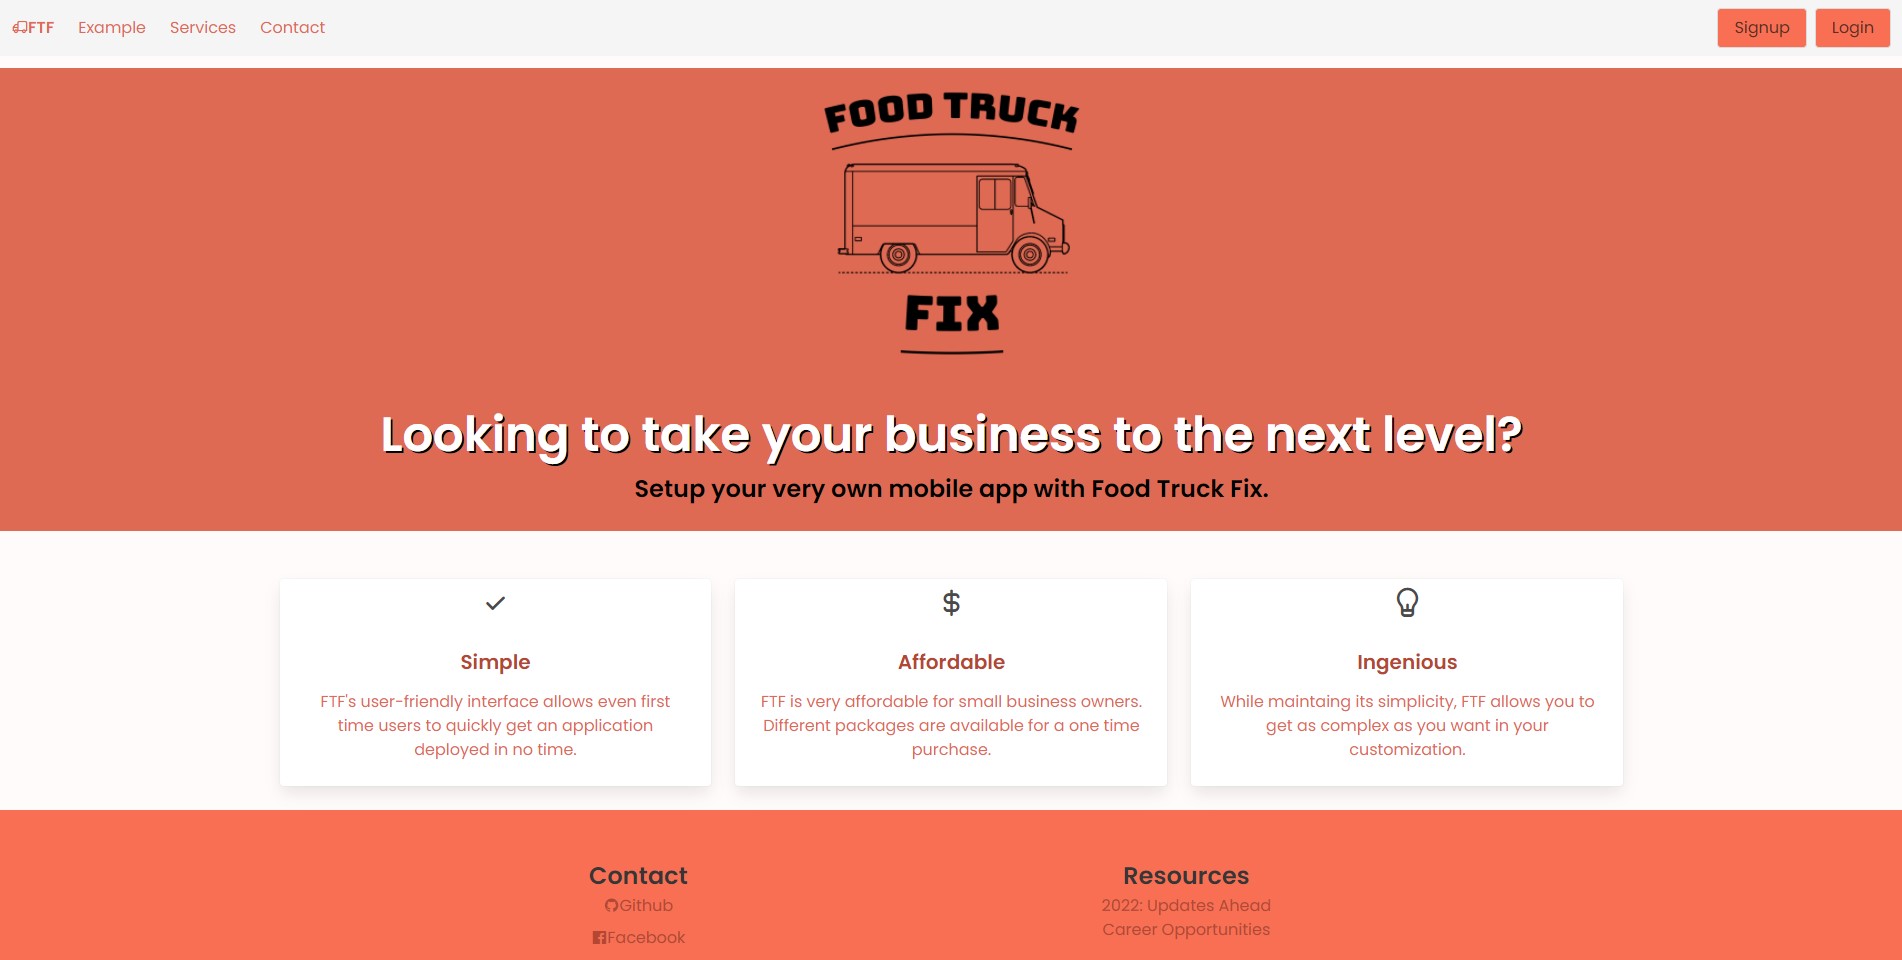 FTF Example Services Contact Signup Login
FOOD TRUCK
FIX
Looking to take your business to the next level?
Setup your very own mobile app with Food Truck Fix.
Simple
FTF's user-friendly interface allows even first
time users to quickly get an application
deployed in no time.
Affordable
FTF is very affordable for small business owners.
Different packages are available for a one time
purchase.
Ingenious
While maintaing its simplicity, FTF allows you to
get as complex as you want in your
customization.
Contact
Github
Facebook
Resources
2022: Updates Ahead
Career Opportunities